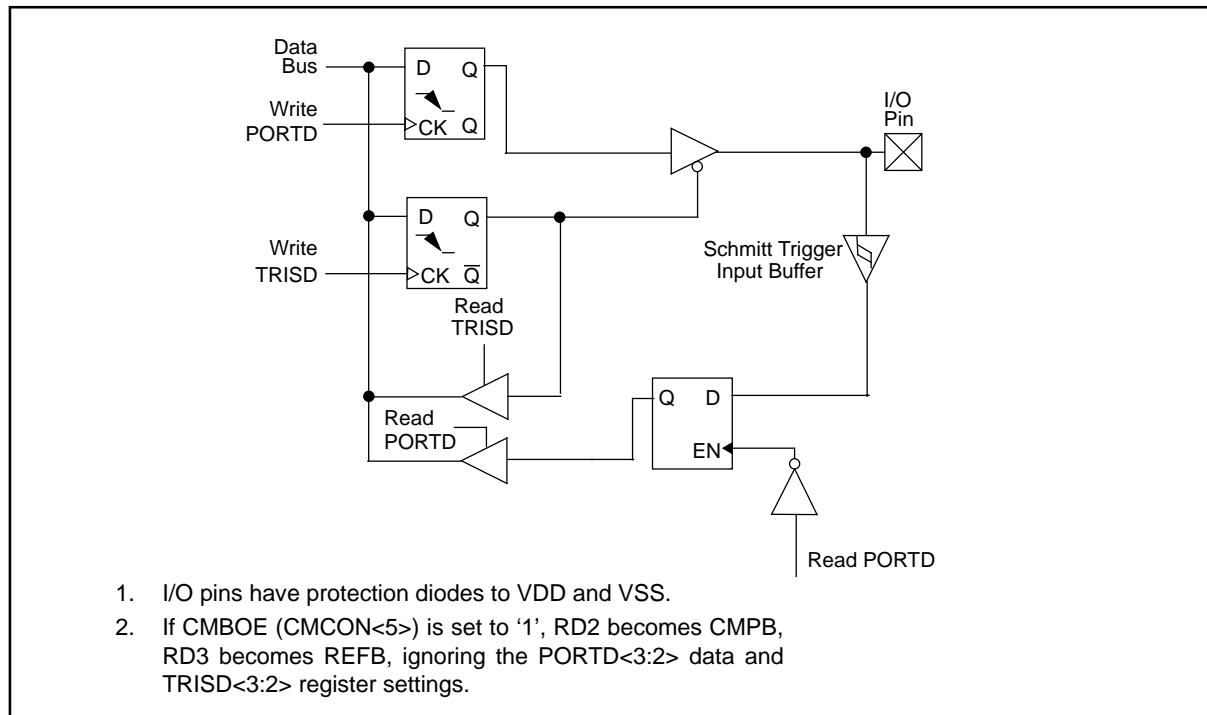 Data
Bus
D Q
Write
PORTD
CK Q
I/O
Pin
D Q
Write
TRISD
CK Q̅
Schmitt Trigger
Input Buffer
Read
TRISD
Q D
Read
PORTD
EN
Read PORTD
1. I/O pins have protection diodes to VDD and VSS.
2. If CMBOE (CMCON<5>) is set to ‘1’, RD2 becomes CMPB,
RD3 becomes REFB, ignoring the PORTD<3:2> data and
TRISD<3:2> register settings.